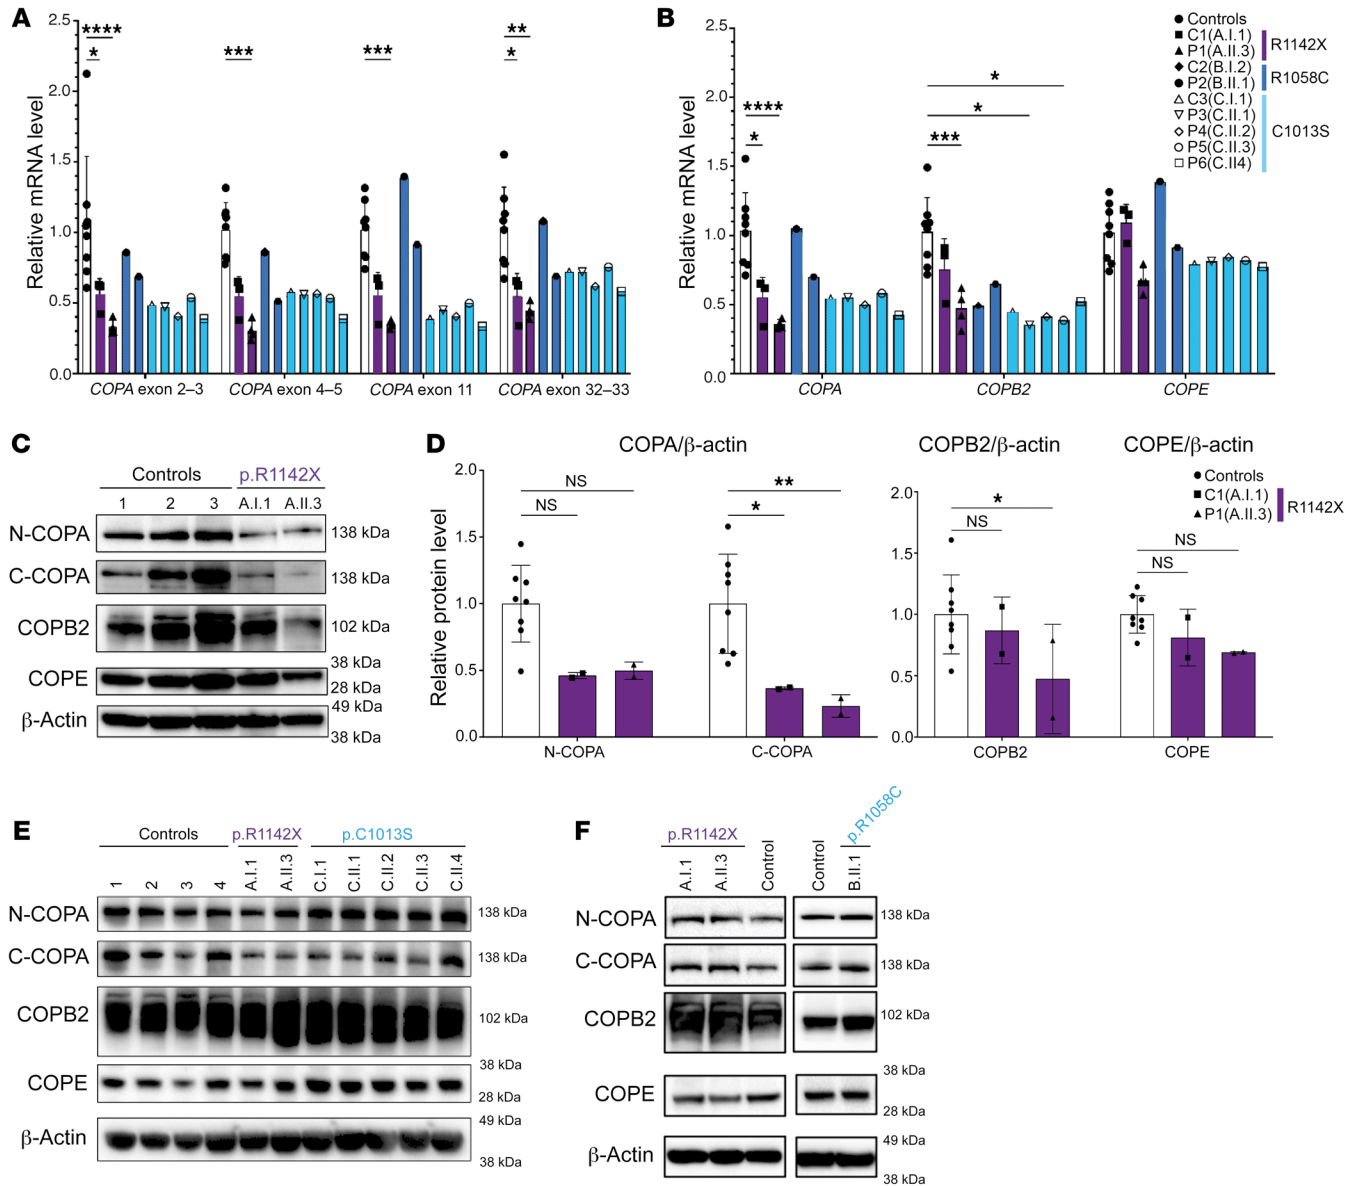 A
Relative mRNA level
2.5
2.0
1.5
1.0
0.5
0.0
****
*
***
***
**
*
COPA exon 2–3
COPA exon 4–5
COPA exon 11
COPA exon 32–33
B
Relative mRNA level
2.5
2.0
1.5
1.0
0.5
0.0
****
*
*
*
***
COPA
COPB2
COPE
Controls
C1(A.I.1)
P1(A.II.3)
R1142X
C2(B.I.2)
P2(B.II.1)
R1058C
C3(C.I.1)
P3(C.II.1)
P4(C.II.2)
P5(C.II.3)
P6(C.II4)
C1013S
C
Controls
p.R1142X
1 2 3 A.I.1 A.II.3
N-COPA 138 kDa
C-COPA 138 kDa
COPB2 102 kDa
38 kDa
COPE 28 kDa
49 kDa
β-Actin
38 kDa
D
COPA/β-actin
Relative protein level
2.0
1.5
1.0
0.5
0.0
NS
NS
**
*
N-COPA
C-COPA
COPB2/β-actin
2.0
1.5
1.0
0.5
0.0
*
NS
COPB2
COPE/β-actin
NS
NS
COPE
Controls
C1(A.I.1)
P1(A.II.3)
R1142X
E
Controls
p.R1142X
p.C1013S
1 2 3 4 A.I.1 A.II.3 C.I.1 C.II.1 C.II.2 C.II.3 C.II.4
N-COPA 138 kDa
C-COPA 138 kDa
COPB2 102 kDa
38 kDa
COPE
28 kDa
49 kDa
β-Actin
38 kDa
F
p.R1142X
p.R1058C
A.I.1 A.II.3 Control Control B.II.1
N-COPA 138 kDa
C-COPA 138 kDa
COPB2 102 kDa
38 kDa
COPE
28 kDa
49 kDa
β-Actin
38 kDa